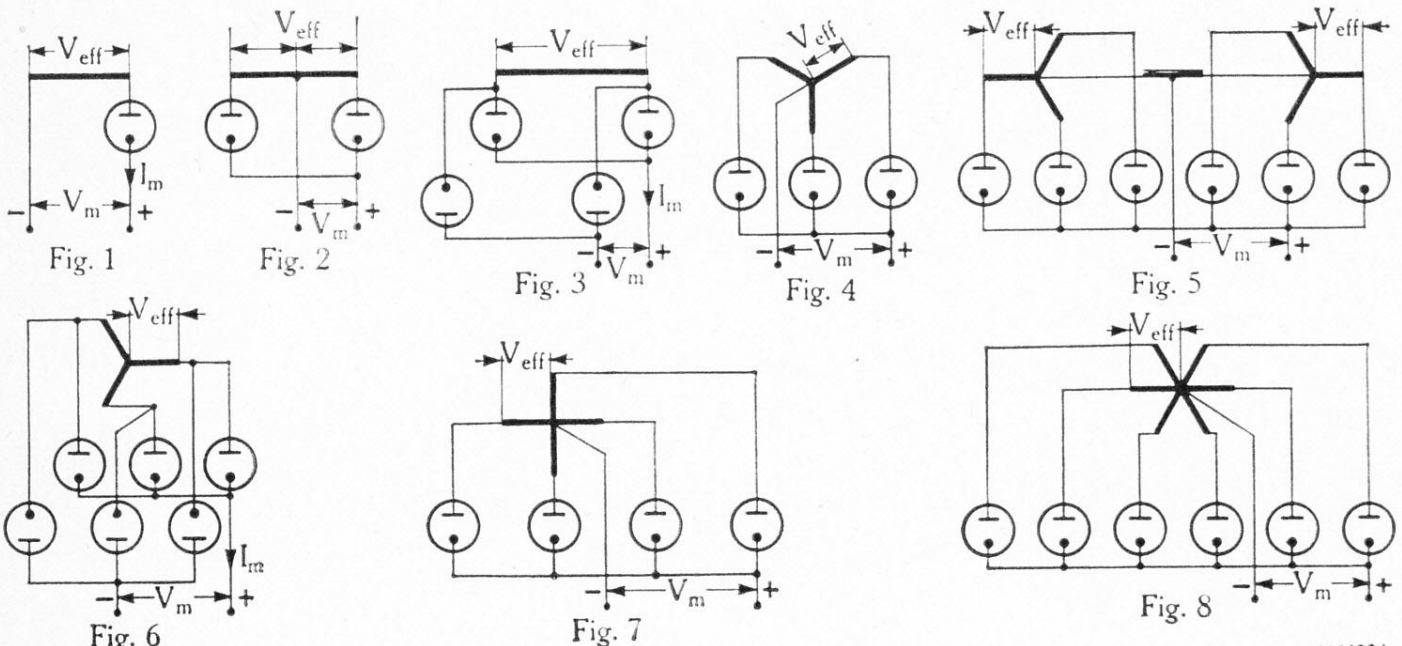 V_eff
I_m
- V_m +
Fig. 1
V_eff
- V_m +
Fig. 2
V_eff
I_m
- V_m +
Fig. 3
V_eff
- V_m +
Fig. 4
V_eff
V_eff
- V_m +
Fig. 5
V_eff
I_m
- V_m +
Fig. 6
V_eff
- V_m +
Fig. 7
V_eff
- V_m +
Fig. 8